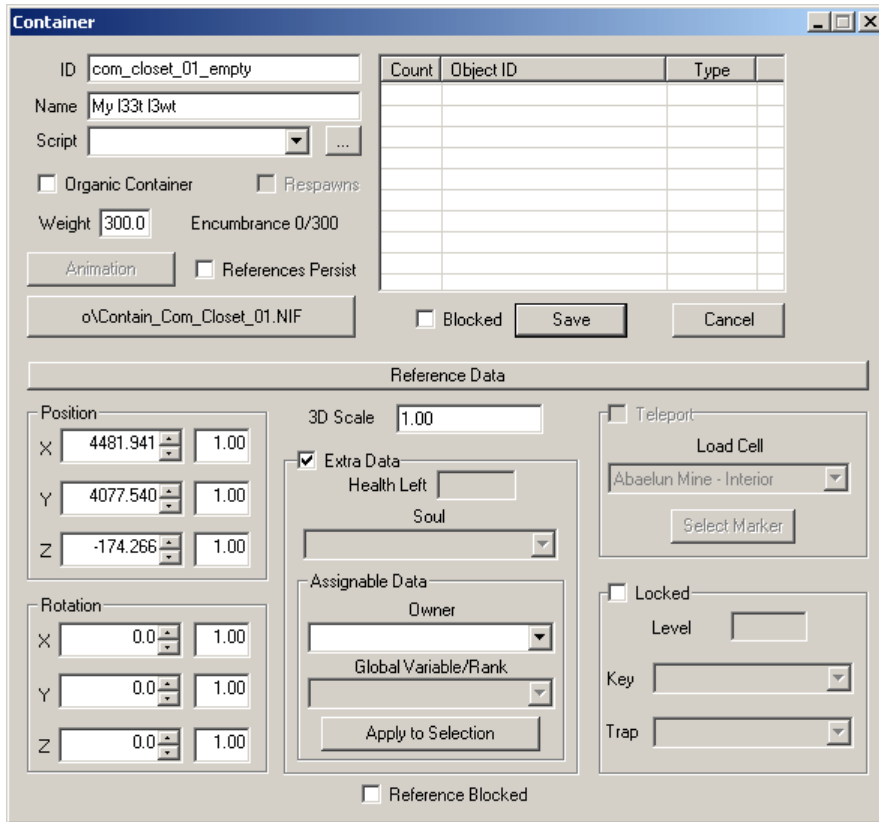 Container
ID com_closet_01_empty
Name My l33t l3wt
Script ...
Organic Container Respawns
Weight 300.0 Encumbrance 0/300
Animation References Persist
o\Contain_Com_Closet_01.NIF
Count Object ID Type
Blocked Save Cancel
Reference Data
Position
X 4481.941 1.00
Y 4077.540 1.00
Z -174.266 1.00
Rotation
X 0.0 1.00
Y 0.0 1.00
Z 0.0 1.00
3D Scale 1.00
Extra Data
Health Left
Soul
Assignable Data
Owner
Global Variable/Rank
Apply to Selection
Teleport
Load Cell
Abaelun Mine - Interior
Select Marker
Locked
Level
Key
Trap
Reference Blocked